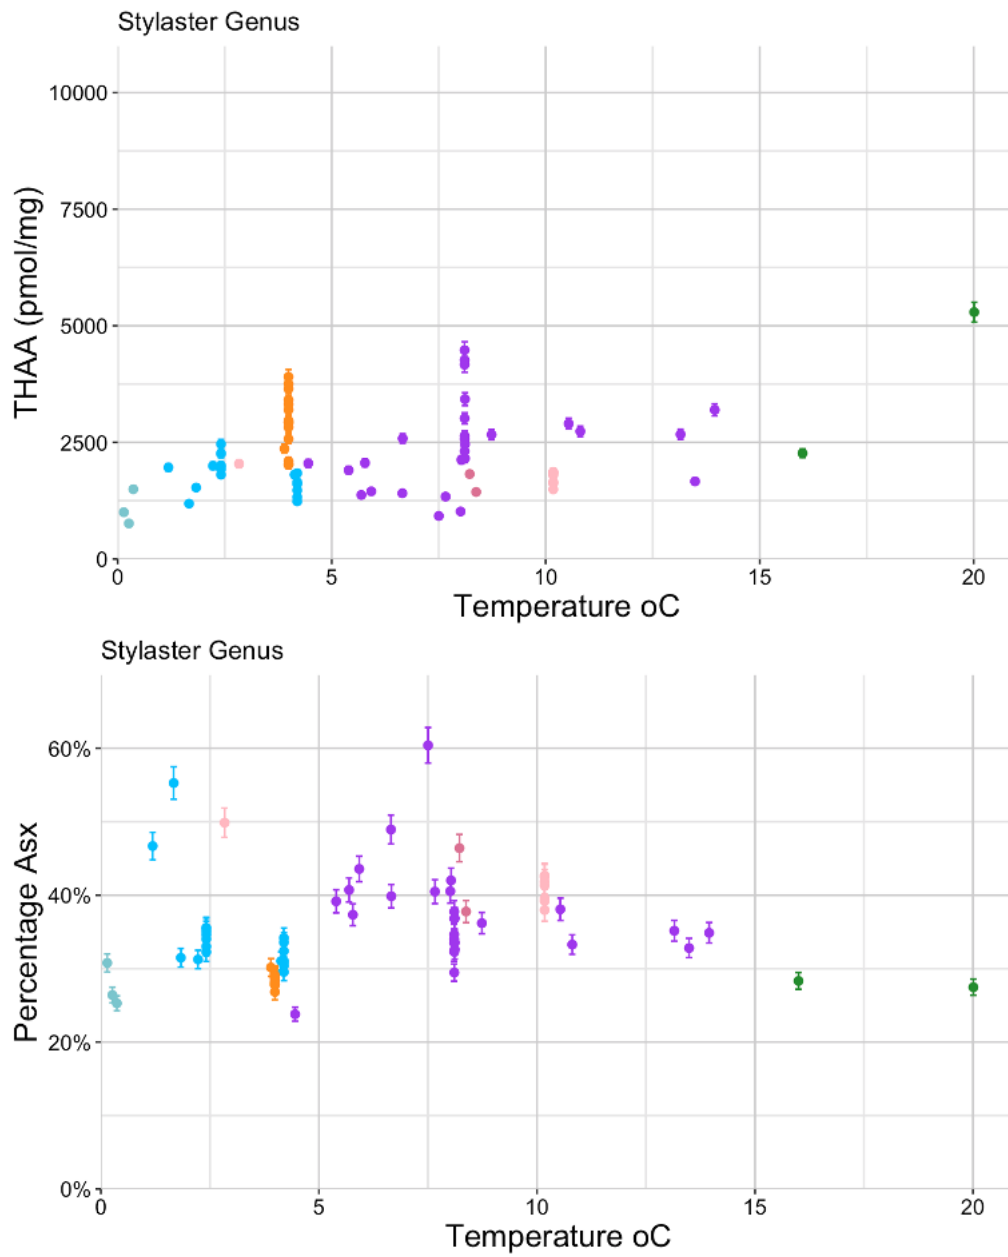 Stylaster Genus
10000
7500
5000
2500
0
THAA (pmol/mg)
0 5 10 15 20
Temperature oC
Stylaster Genus
60%
40%
20%
0%
Percentage Asx
0 5 10 15 20
Temperature oC